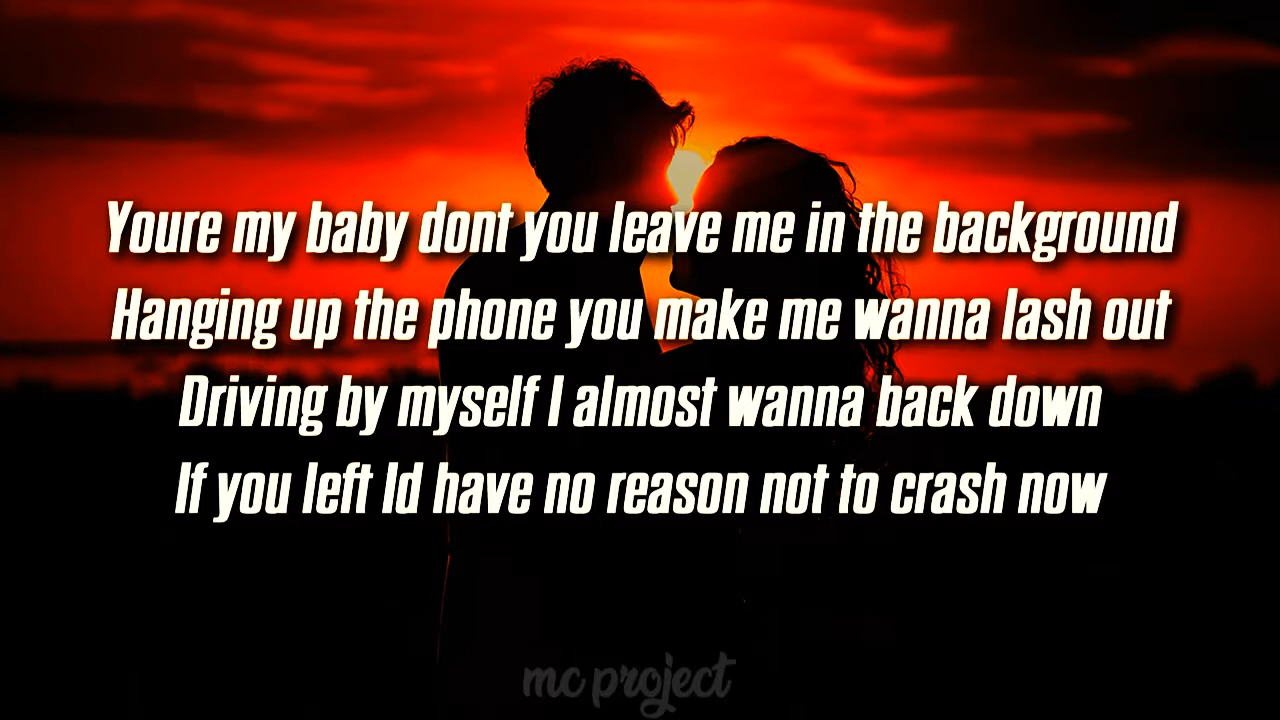 Youre my baby dont you leave me in the background
Hanging up the phone you make me wanna lash out
Driving by myself I almost wanna back down
If you left Id have no reason not to crash now
mc project